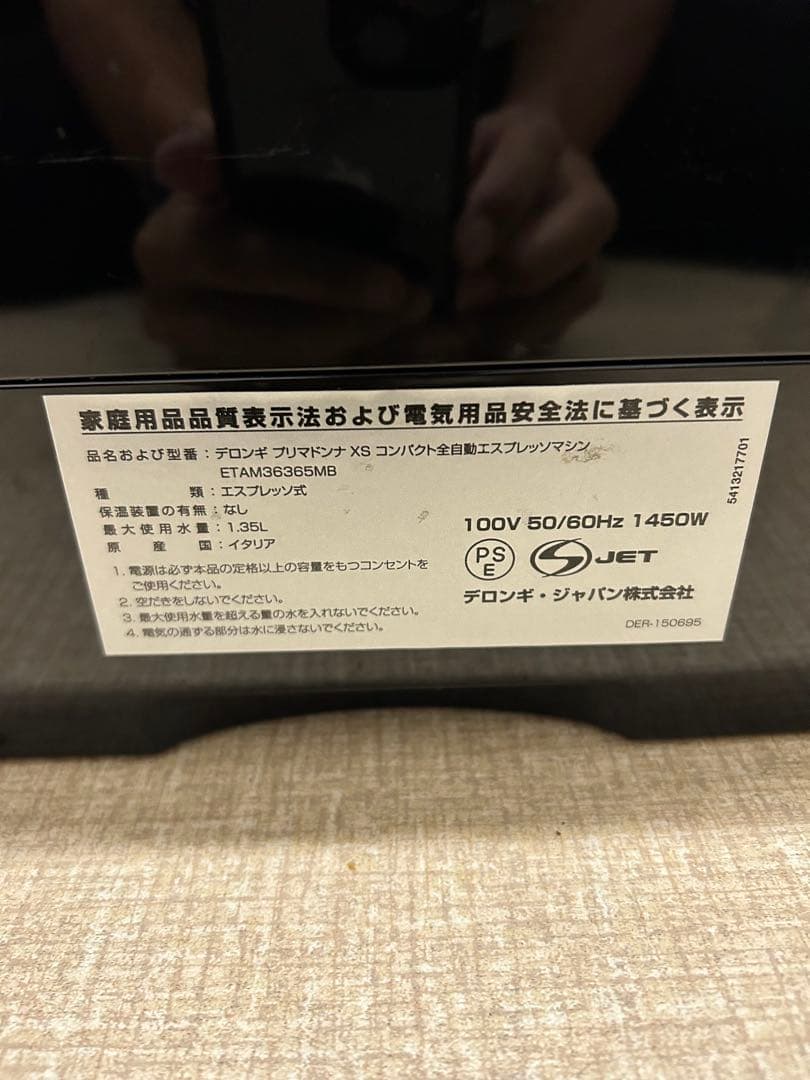 家庭用品品質表示法および電気用品安全法に基づく表示
品名および型番：デロンギ プリマドンナ XS コンパクト全自動エスプレッソマシン
ETAM36365MB
種類：エスプレッソ式
保温装置の有無：なし
最大使用水量：1.35L
原産国：イタリア
1. 電源は必ず本品の定格以上の容量をもつコンセントを
ご使用ください。
2. 空だきをしないでください。
3. 最大使用水量を超える量の水を入れないでください。
4. 電気の通ずる部分は水に浸さないでください。
100V 50/60Hz 1450W
PS
E
JET
デロンギ・ジャパン株式会社
DER-150695
5413217701